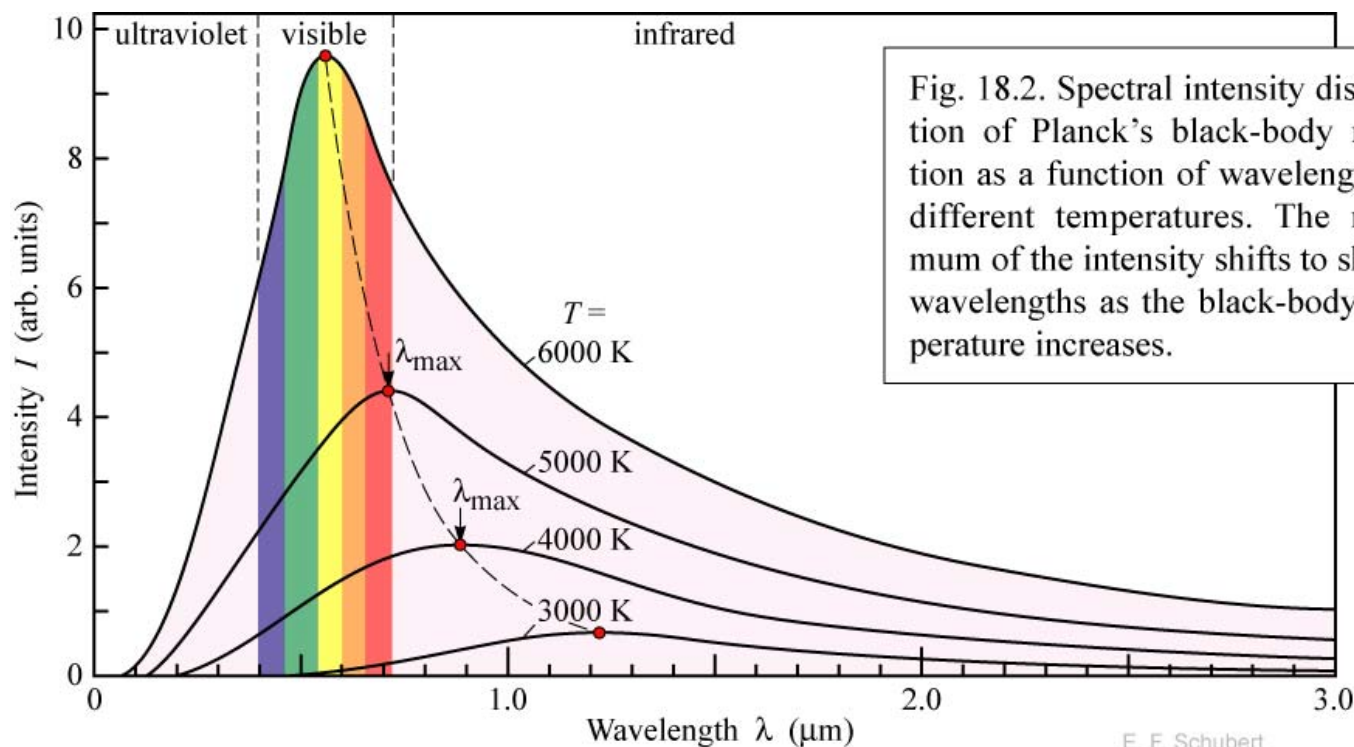 10
ultraviolet visible infrared
8
6
4
2
0
Intensity I (arb. units)
T =
6000 K
λmax
5000 K
λmax
4000 K
3000 K
0 1.0 2.0 3.0
Wavelength λ (μm)
Fig. 18.2. Spectral intensity dis
tion of Planck's black-body
tion as a function of waveleng
different temperatures. The
mum of the intensity shifts to
wavelengths as the black-body
perature increases.
E. F. Schubert